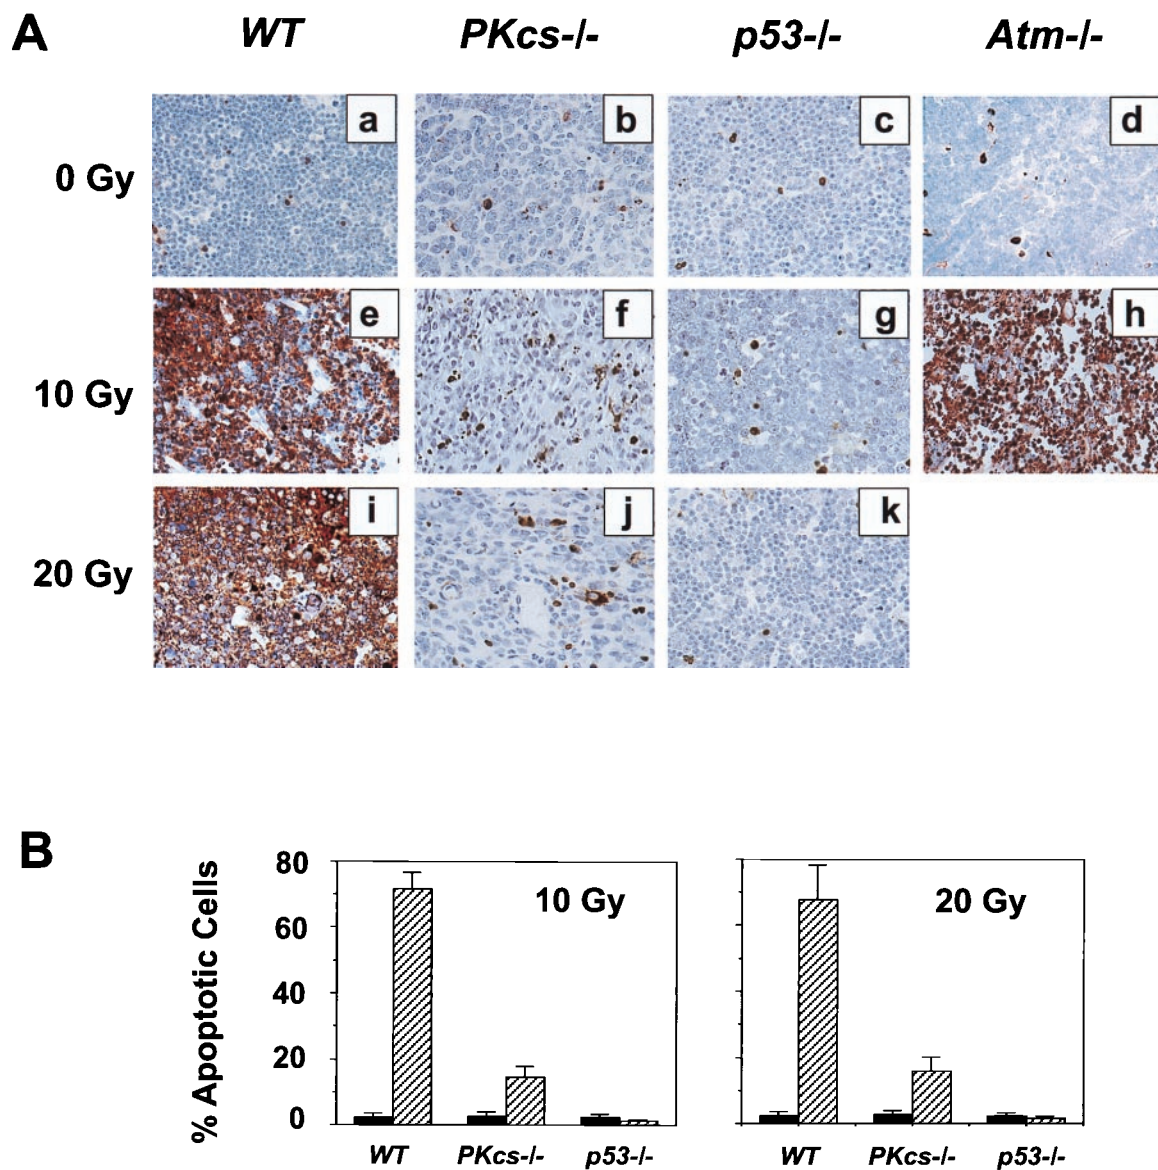 A
WT PKcs-/- p53-/- Atm-/-
0 Gy
a b c d
10 Gy
e f g h
20 Gy
i j k
B
% Apoptotic Cells
80
60
40
20
0
10 Gy
WT PKcs-/- p53-/-
20 Gy
WT PKcs-/- p53-/-